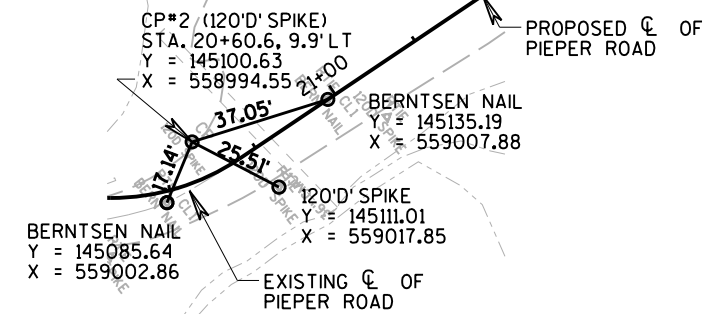 CP#2 (120'D' SPIKE)
STA. 20+60.6, 9.9' LT
Y = 145100.63
X = 558994.55
PROPOSED ℄ OF
PIEPER ROAD
21+00
37.05'
BERNTSEN NAIL
Y = 145135.19
X = 559007.88
17.14'
25.51'
120'D' SPIKE
Y = 145111.01
X = 559017.85
BERNTSEN NAIL
Y = 145085.64
X = 559002.86
EXISTING ℄ OF
PIEPER ROAD